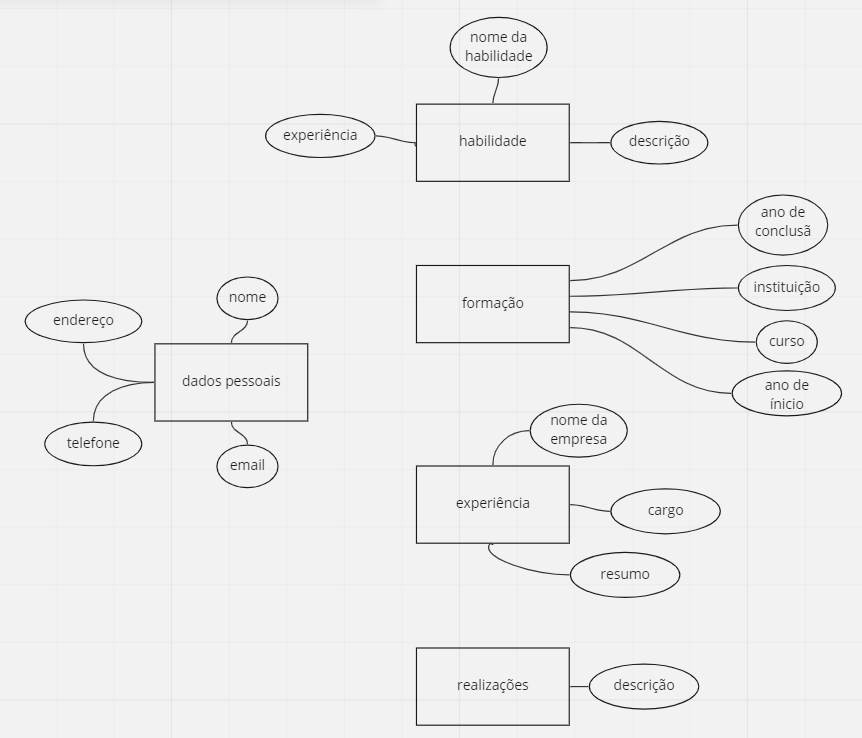 nome da
habilidade
experiência
habilidade
descrição
ano de
conclusã
formação
instituição
curso
ano de
ínicio
nome
endereço
dados pessoais
telefone
email
nome da
empresa
experiência
cargo
resumo
realizações
descrição